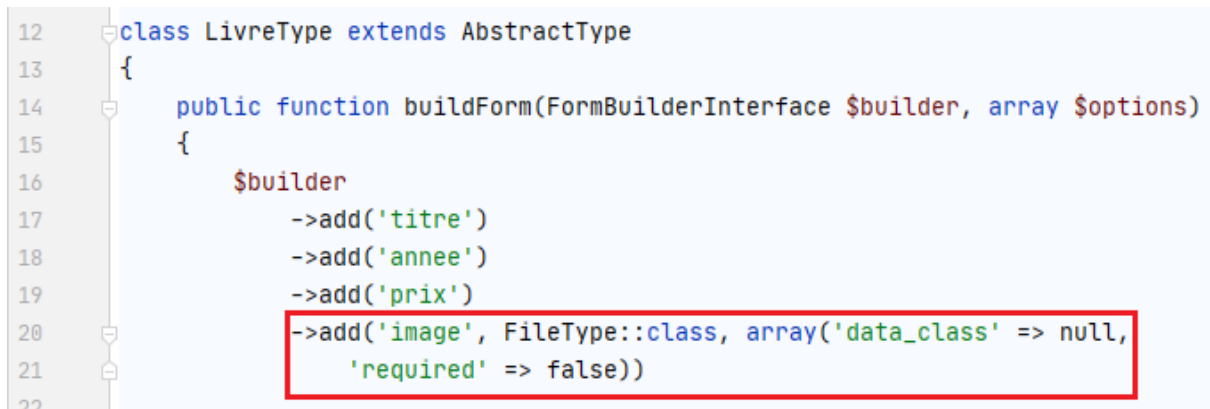 12 class LivreType extends AbstractType
13 {
14 public function buildForm(FormBuilderInterface $builder, array $options)
15 {
16 $builder
17 ->add('titre')
18 ->add('annee')
19 ->add('prix')
20 ->add('image', FileType::class, array('data_class' => null,
21 'required' => false))
22